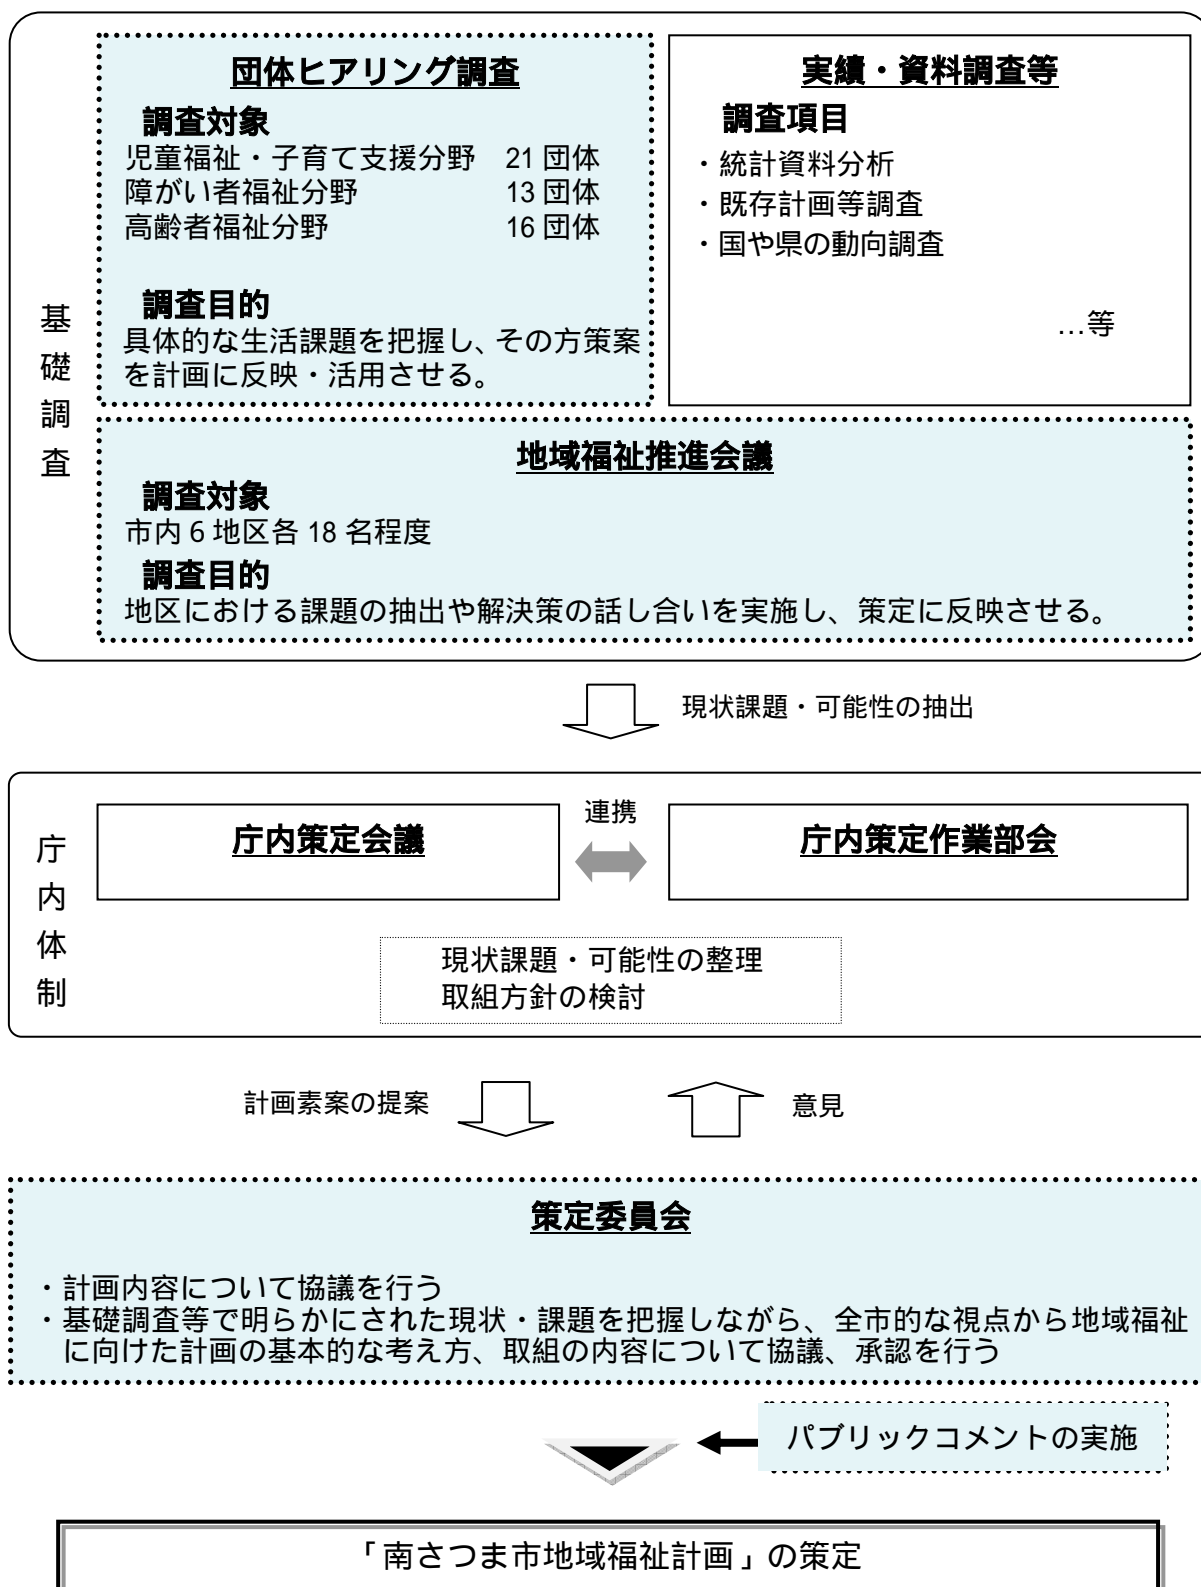 基礎調査
団体ヒアリング調査
調査対象
児童福祉・子育て支援分野 21 団体
障がい者福祉分野 13 団体
高齢者福祉分野 16 団体
調査目的
具体的な生活課題を把握し、その方策案
を計画に反映・活用させる。
実績・資料調査等
調査項目
・統計資料分析
・既存計画等調査
・国や県の動向調査
…等
地域福祉推進会議
調査対象
市内６地区各 18 名程度
調査目的
地区における課題の抽出や解決策の話し合いを実施し、策定に反映させる。
現状課題・可能性の抽出
庁内体制
庁内策定会議
連携
庁内策定作業部会
現状課題・可能性の整理
取組方針の検討
計画素案の提案
意見
策定委員会
・計画内容について協議を行う
・基礎調査等で明らかにされた現状・課題を把握しながら、全市的な視点から地域福祉
に向けた計画の基本的な考え方、取組の内容について協議、承認を行う
パブリックコメントの実施
「南さつま市地域福祉計画」の策定